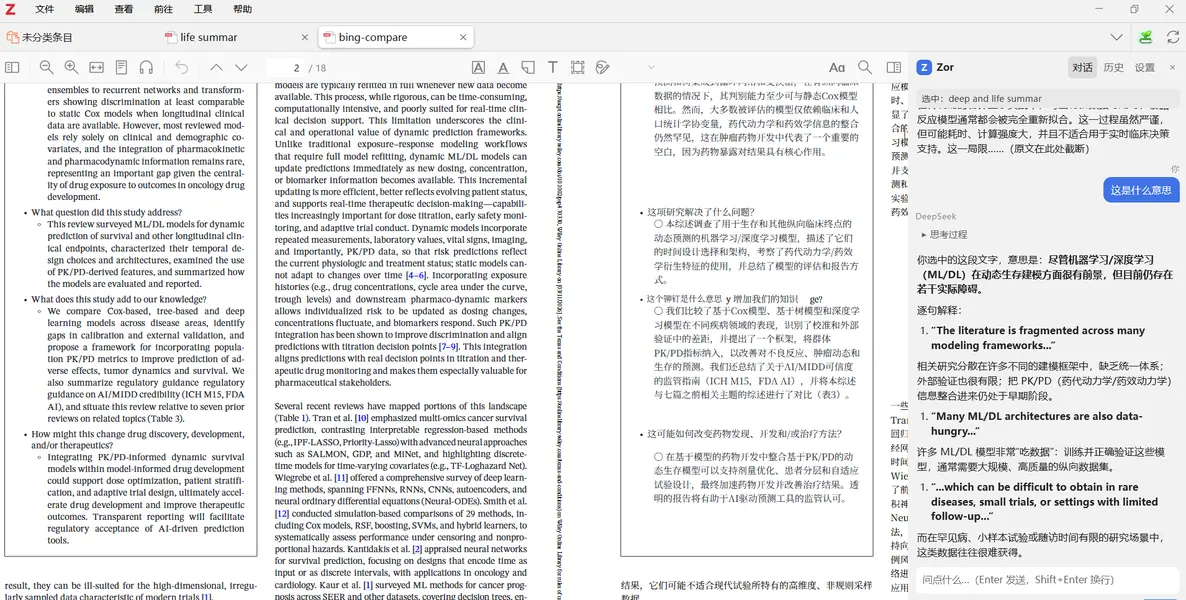 文件 编辑 查看 前往 工具 帮助
未分类条目
life summar
bing-compare
2 / 18
Aa
ensembles to recurrent networks and transform-
ers showing discrimination at least comparable
to static Cox models when longitudinal clinical
data are available. However, most reviewed mod-
els rely solely on clinical and demographic co-
variates, and the integration of pharmacokinetic
and pharmacodynamic information remains rare,
representing an important gap given the central-
ity of drug exposure to outcomes in oncology drug
development.
• What question did this study address?
◦ This review surveyed ML/DL models for dynamic
prediction of survival and other longitudinal clin-
ical endpoints, characterized their temporal de-
sign choices and architectures, examined the use
of PK/PD-derived features, and summarized how
the models are evaluated and reported.
• What does this study add to our knowledge?
◦ We compare Cox-based, tree-based and deep
learning models across disease areas, identify
gaps in calibration and external validation, and
propose a framework for incorporating popula-
tion PK/PD metrics to improve prediction of ad-
verse effects, tumor dynamics and survival. We
also summarize regulatory guidance regulatory
guidance on AI/MIDD credibility (ICH M15, FDA
AI), and situate this review relative to seven prior
reviews on related topics (Table 3).
• How might this change drug discovery, development,
and/or therapeutics?
◦ Integrating PK/PD-informed dynamic survival
models within model-informed drug development
could support dose optimization, patient stratifi-
cation, and adaptive trial design, ultimately accel-
erate drug development and improve therapeutic
outcomes. Transparent reporting will facilitate
regulatory acceptance of AI-driven prediction
tools.
result, they can be ill-suited for the high-dimensional, irregu-
larly sampled data characteristic of modern trials [1].
models are typically refitted in full whenever new data become
available. This process, while rigorous, can be time-consuming,
computationally intensive, and poorly suited for real-time clin-
ical decision support. This limitation underscores the clini-
cal and operational value of dynamic prediction frameworks.
Unlike traditional exposure–response modeling workflows
that require full model refitting, dynamic ML/DL models can
update predictions immediately as new dosing, concentration,
or biomarker information becomes available. This incremental
updating is more efficient, better reflects evolving patient status,
and supports real-time therapeutic decision-making—capabili-
ties increasingly important for dose titration, early safety moni-
toring, and adaptive trial conduct. Dynamic models incorporate
repeated measurements, laboratory values, vital signs, imaging,
and importantly, PK/PD data, so that risk predictions reflect
the current physiologic and treatment status; static models can-
not adapt to changes over time [4–6]. Incorporating exposure
histories (e.g., drug concentrations, cycle area under the curve,
trough levels) and downstream pharmaco-dynamic markers
allows individualized risk to be updated as dosing changes,
concentrations fluctuate, and biomarkers respond. Such PK/PD
integration has been shown to improve discrimination and align
predictions with titration decision points [7–9]. This integration
aligns predictions with real decision points in titration and ther-
apeutic drug monitoring and makes them especially valuable for
pharmaceutical stakeholders.
Several recent reviews have mapped portions of this landscape
(Table 1). Tran et al. [10] emphasized multi-omics cancer survival
prediction, contrasting interpretable regression-based methods
(e.g., IPF-LASSO, Priority-Lasso) with advanced neural approaches
such as SALMON, GDP, and MiNet, and highlighting discrete-
time models for time-varying covariates (e.g., TF-Loghazard Net).
Wiegrebe et al. [11] offered a comprehensive survey of deep learn-
ing methods, spanning FFNNs, RNNs, CNNs, autoencoders, and
neural ordinary differential equations (Neural-ODEs). Smith et al.
[12] conducted simulation-based comparisons of 29 methods, in-
cluding Cox models, RSF, boosting, SVMs, and hybrid learners, to
systematically assess performance under censoring and nonpro-
portional hazards. Kantidakis et al. [2] appraised neural networks
for survival prediction, focusing on designs that encode time as
input or as discrete intervals, with applications in oncology and
cardiology. Kaur et al. [1] surveyed ML methods for cancer prog-
nosis across SEER and other datasets, covering decision trees, en-
数据的情况下，其判别能力至少可与静态Cox模型
相比。然而，大多数被评估的模型仅依赖临床和人
口统计学协变量，药代动力学和药效学信息的整合
仍然罕见，这在肿瘤药物开发中代表了一个重要的
空白，因为药物暴露对结果具有核心作用。
• 这项研究解决了什么问题？
○ 本综述调查了用于生存和其他纵向临床终点的
动态预测的机器学习/深度学习模型，描述了它们
的时间设计选择和架构，考察了药代动力学/药效
学衍生特征的使用，并总结了模型的评估和报告方
式。
• 这个铆钉是什么意思 y 增加我们的知识 ge?
○ 我们比较了基于Cox模型、基于树模型和深度学
习模型在不同疾病领域的表现，识别了校准和外部
验证中的差距，并提出了一个框架，将群体
PK/PD指标纳入，以改善对不良反应、肿瘤动态和
生存的预测。我们还总结了关于AI/MIDD可信度
的监管指南（ICH M15，FDA AI），并将本综述
与七篇之前相关主题的综述进行了对比（表3）。
• 这可能如何改变药物发现、开发和/或治疗方法？
○ 在基于模型的药物开发中整合基于PK/PD的动
态生存模型可以支持剂量优化、患者分层和自适应
试验设计，最终加速药物开发并改善治疗结果。透
明的报告将有助于AI驱动预测工具的监管认可。
结果，它们可能不适合现代试验所特有的高维度、非规则采样
数据
Zor
对话 历史 设置
选中：deep and life summar
反应模型通常都会被完全重新拟合。这一过程虽然严谨，
但可能耗时、计算强度大，并且不适用于实时临床决策
支持。这一局限……（原文在此处截断）
你
这是什么意思
DeepSeek
▸ 思考过程
你选中的这段文字，意思是：尽管机器学习/深度学习
（ML/DL）在动态生存建模方面很有前景，但目前仍存在
若干实际障碍。
逐句解释：
1. “The literature is fragmented across many
modeling frameworks...”
相关研究分散在许多不同的建模框架中，缺乏统一体系；
外部验证也很有限；把 PK/PD（药代动力学/药效动力学）
信息整合进来仍处于早期阶段。
1. “Many ML/DL architectures are also data-
hungry...”
许多 ML/DL 模型非常“吃数据”：训练并正确验证这些模
型，通常需要大规模、高质量的纵向数据集。
1. “...which can be difficult to obtain in rare
diseases, small trials, or settings with limited
follow-up...”
而在罕见病、小样本试验或随访时间有限的研究场景中，
这类数据往往很难获得。
问点什么...（Enter 发送，Shift+Enter 换行）